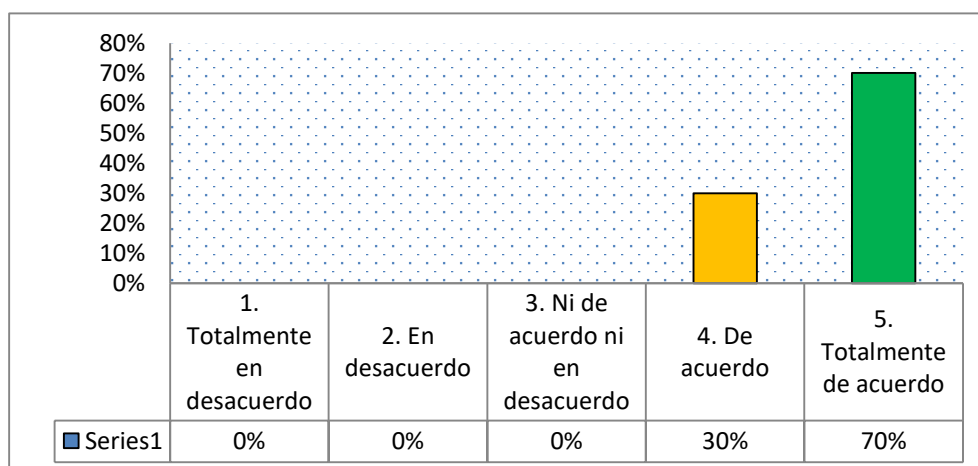 80%
70%
60%
50%
40%
30%
20%
10%
0%
1.
Totalmente
en
desacuerdo
2. En
desacuerdo
3. Ni de
acuerdo ni
en
desacuerdo
4. De
acuerdo
5.
Totalmente
de acuerdo
Series1 0% 0% 0% 30% 70%